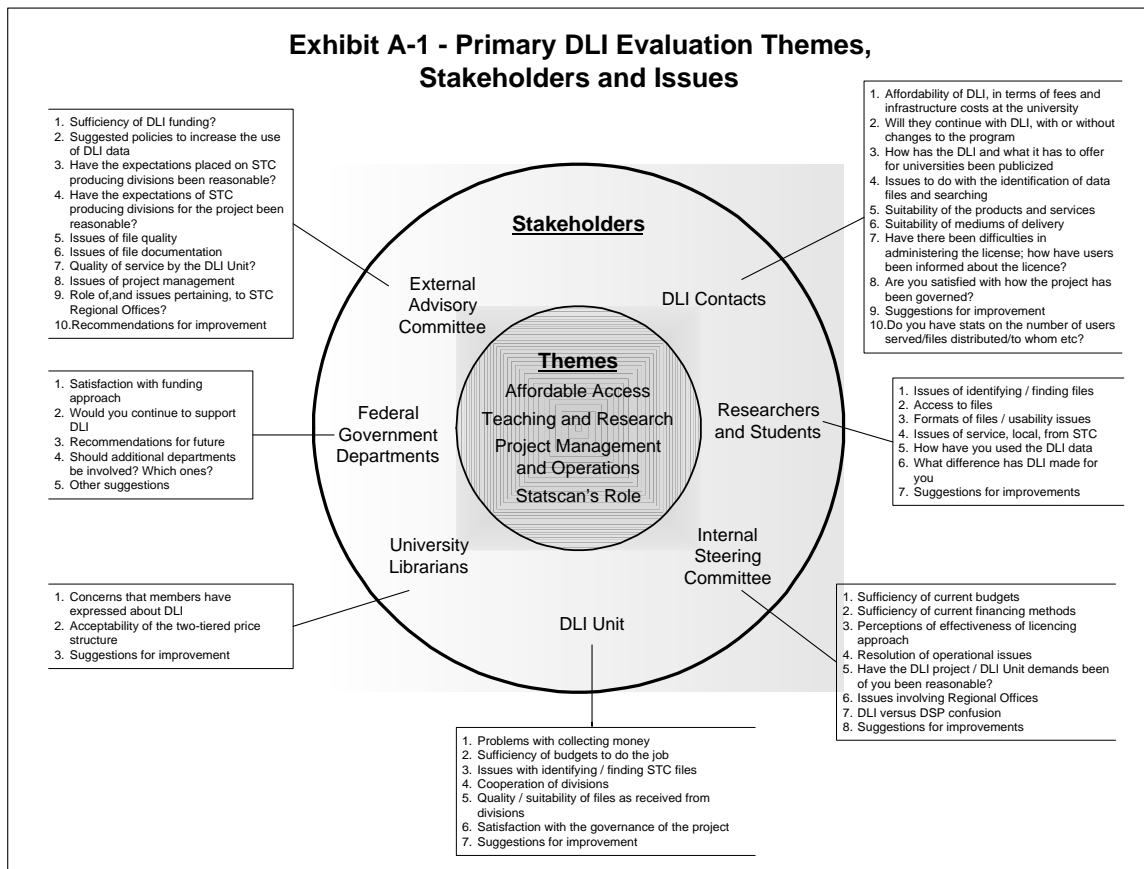 Exhibit A-1 - Primary DLI Evaluation Themes,
Stakeholders and Issues
1. Sufficiency of DLI funding?
2. Suggested policies to increase the use
of DLI data
3. Have the expectations placed on STC
producing divisions been reasonable?
4. Have the expectations of STC
producing divisions for the project been
reasonable?
5. Issues of file quality
6. Issues of file documentation
7. Quality of service by the DLI Unit?
8. Issues of project management
9. Role of,and issues pertaining, to STC
Regional Offices?
10.Recommendations for improvement
1. Affordability of DLI, in terms of fees and
infrastructure costs at the university
2. Will they continue with DLI, with or without
changes to the program
3. How has the DLI and what it has to offer
for universities been publicized
4. Issues to do with the identification of data
files and searching
5. Suitability of the products and services
6. Suitability of mediums of delivery
7. Have there been difficulties in
administering the license; how have users
been informed about the licence?
8. Are you satisfied with how the project has
been governed?
9. Suggestions for improvement
10.Do you have stats on the number of users
served/files distributed/to whom etc?
Stakeholders
External
Advisory
Committee
DLI Contacts
Themes
Affordable Access
Teaching and Research
Project Management
and Operations
Statscan's Role
1. Satisfaction with funding
approach
2. Would you continue to support
DLI
3. Recommendations for future
4. Should additional departments
be involved? Which ones?
5. Other suggestions
Federal
Government
Departments
Researchers
and Students
1. Issues of identifying / finding files
2. Access to files
3. Formats of files / usability issues
4. Issues of service, local, from STC
5. How have you used the DLI data
6. What difference has DLI made for
you
7. Suggestions for improvements
University
Librarians
Internal
Steering
Committee
1. Concerns that members have
expressed about DLI
2. Acceptability of the two-tiered price
structure
3. Suggestions for improvement
DLI Unit
1. Sufficiency of current budgets
2. Sufficiency of current financing methods
3. Perceptions of effectiveness of licencing
approach
4. Resolution of operational issues
5. Have the DLI project / DLI Unit demands been
of you been reasonable?
6. Issues involving Regional Offices
7. DLI versus DSP confusion
8. Suggestions for improvements
1. Problems with collecting money
2. Sufficiency of budgets to do the job
3. Issues with identifying / finding STC files
4. Cooperation of divisions
5. Quality / suitability of files as received from
divisions
6. Satisfaction with the governance of the project
7. Suggestions for improvement